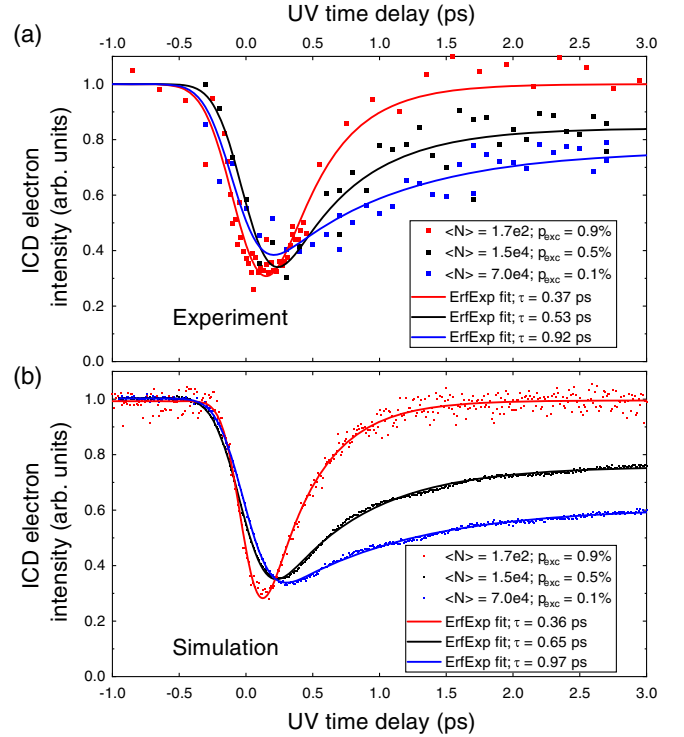 UV time delay (ps)
(a)
-1.0 -0.5 0.0 0.5 1.0 1.5 2.0 2.5 3.0
1.0
0.8
0.6
0.4
0.2
0.0
ICD electron
intensity (arb. units)
<N> = 1.7e2; p_exc = 0.9%
<N> = 1.5e4; p_exc = 0.5%
<N> = 7.0e4; p_exc = 0.1%
ErfExp fit; τ = 0.37 ps
ErfExp fit; τ = 0.53 ps
ErfExp fit; τ = 0.92 ps
Experiment
(b)
1.0
0.8
0.6
0.4
0.2
0.0
ICD electron
intensity (arb. units)
<N> = 1.7e2; p_exc = 0.9%
<N> = 1.5e4; p_exc = 0.5%
<N> = 7.0e4; p_exc = 0.1%
ErfExp fit; τ = 0.36 ps
ErfExp fit; τ = 0.65 ps
ErfExp fit; τ = 0.97 ps
Simulation
-1.0 -0.5 0.0 0.5 1.0 1.5 2.0 2.5 3.0
UV time delay (ps)